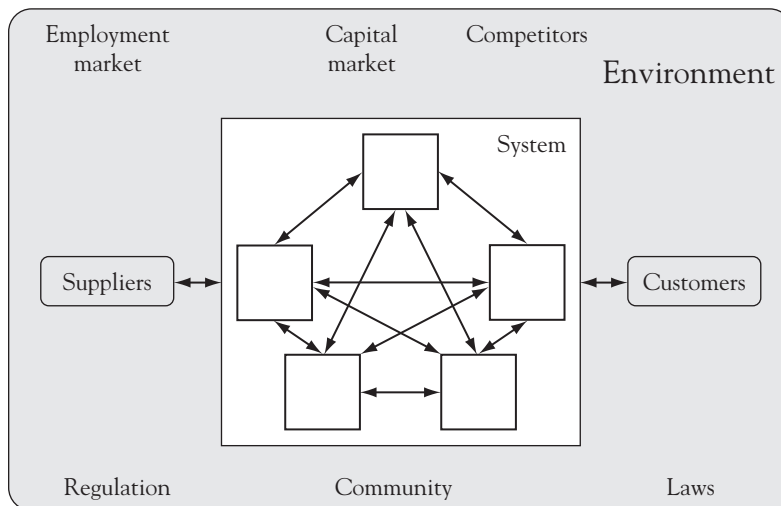 Employment
market
Capital
market
Competitors
Environment
System
Suppliers
Customers
Regulation
Community
Laws